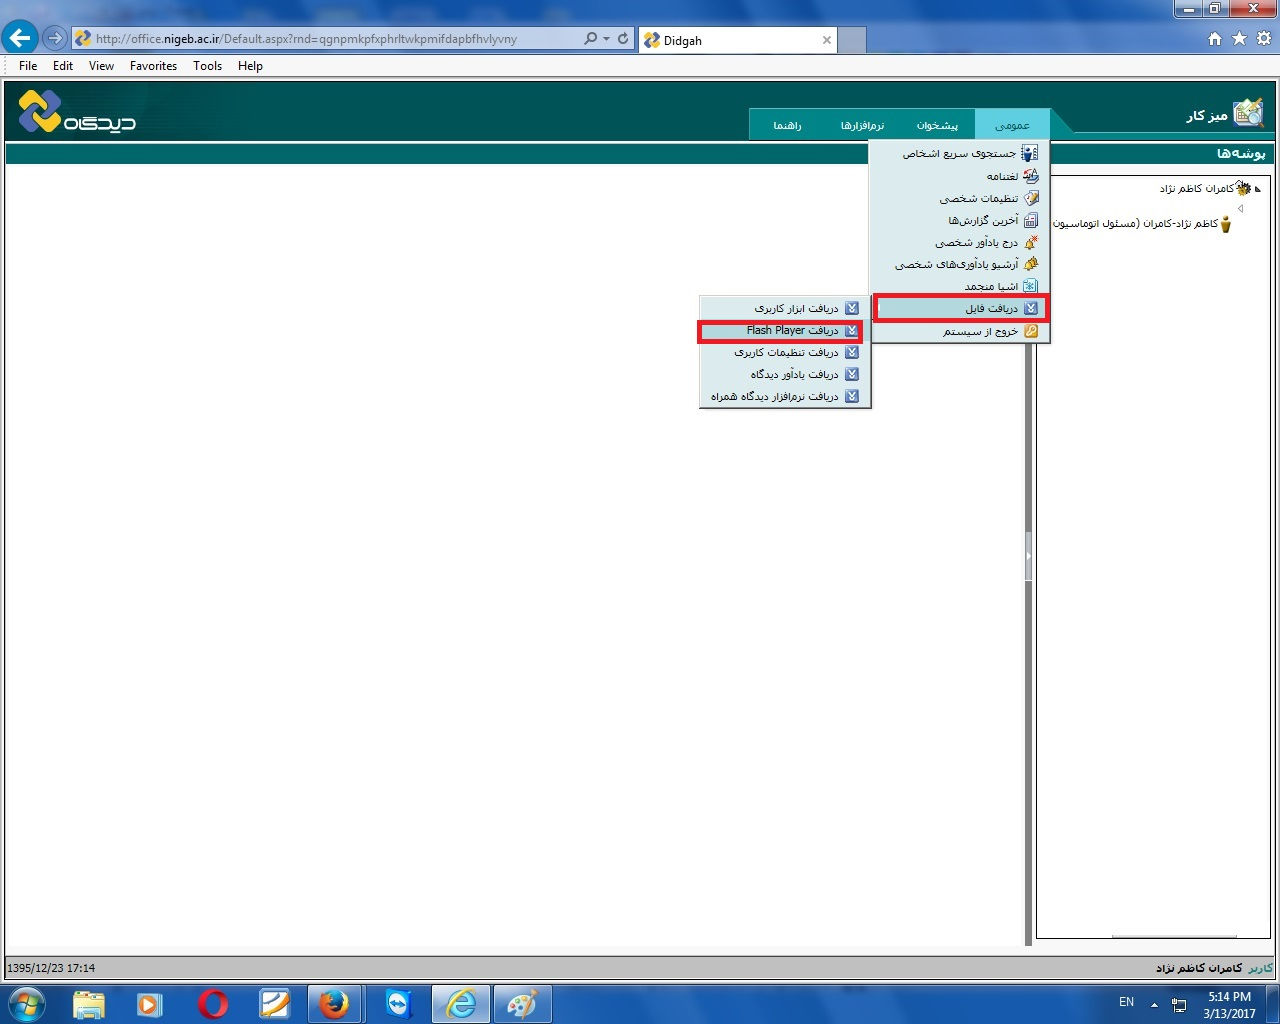 http://office.nigeb.ac.ir/Default.aspx?rnd=qgnpmkpfxphrltwkpmifdapbfhvlyvny
Didgah
File Edit View Favorites Tools Help
دیدگاه
میز کار
عمومی
پیشخوان
نرم‌افزارها
راهنما
پوشه‌ها
کامران کاظم نژاد
کاظم نژاد-کامران (مسئول اتوماسیون
جستجوی سریع اشخاص
لغتنامه
تنظیمات شخصی
آخرین گزارش‌ها
درج یادآور شخصی
آرشیو یادآوری‌های شخصی
اشیا منجمد
دریافت فایل
خروج از سیستم
دریافت ابزار کاربری
دریافت Flash Player
دریافت تنظیمات کاربری
دریافت یادآور دیدگاه
دریافت نرم‌افزار دیدگاه همراه
کاربر کامران کاظم نژاد
1395/12/23 17:14
EN
5:14 PM
3/13/2017